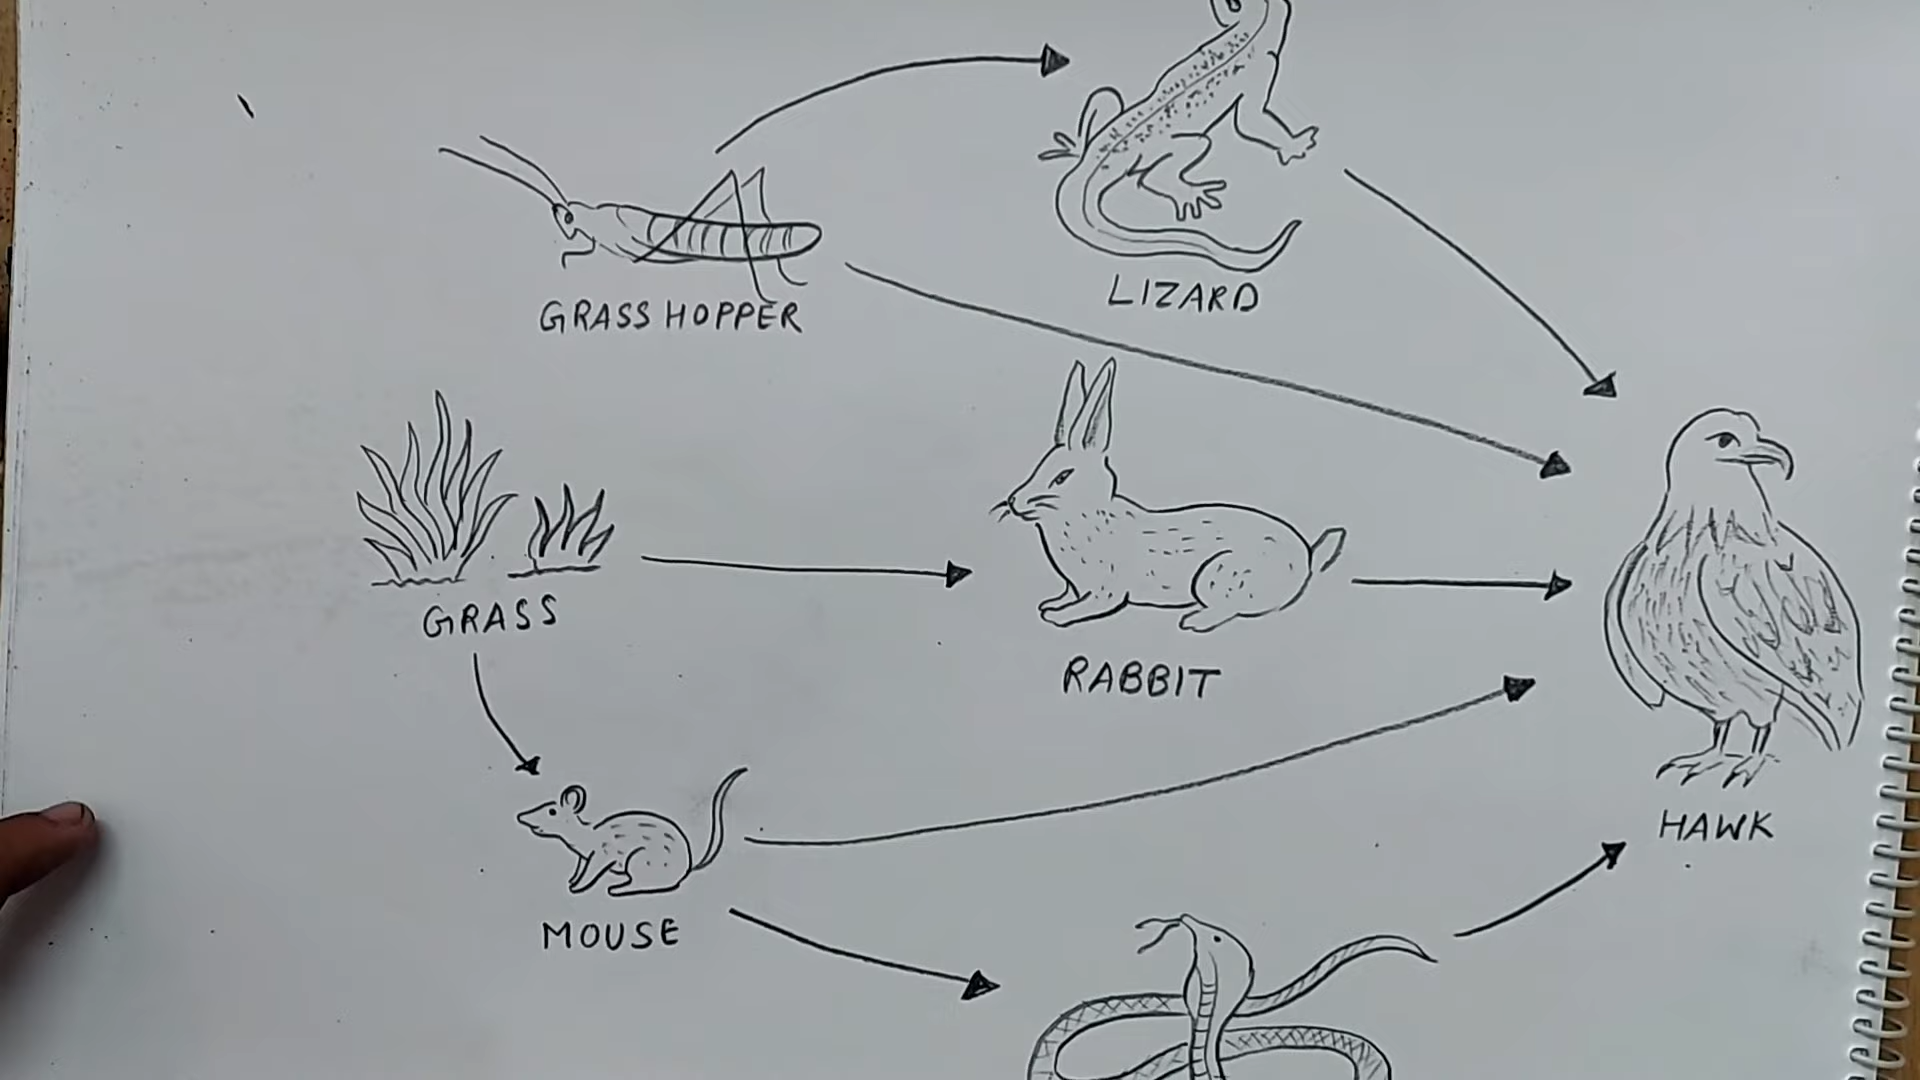 GRASS HOPPER
LIZARD
GRASS
RABBIT
MOUSE
HAWK